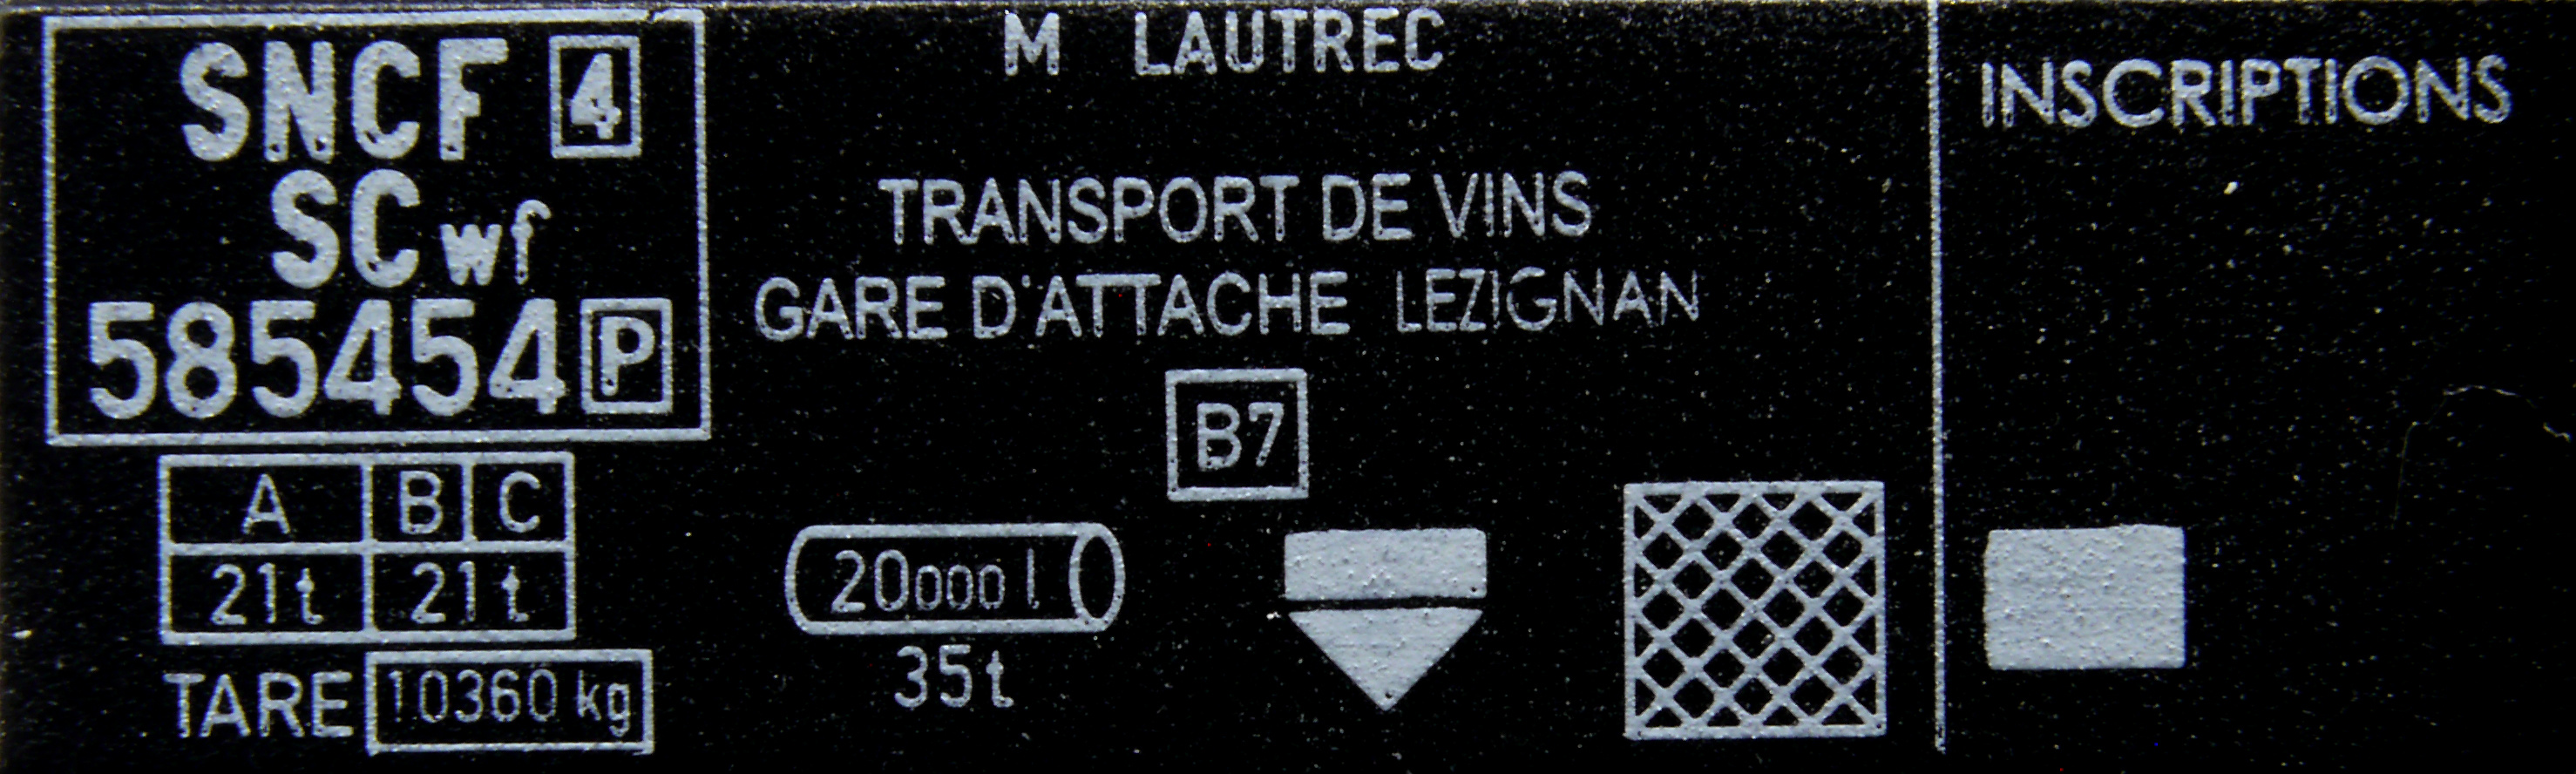 SNCF 4
SC wf
585454 P
A B C
21t 21t
TARE 10360 kg
M LAUTREC
TRANSPORT DE VINS
GARE D'ATTACHE LEZIGNAN
B7
20000 l
35t
INSCRIPTIONS